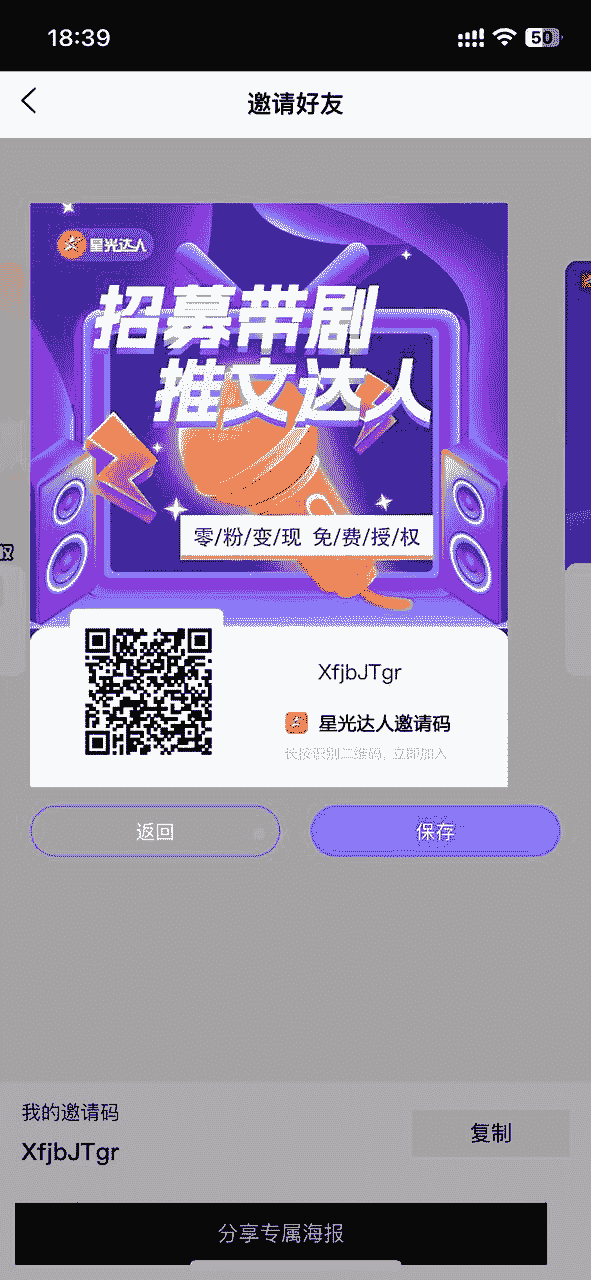 18:39
50
邀请好友
星光达人
招募带剧
推文达人
零/粉/变/现 免/费/授/权
权
XfjbJTgr
星光达人邀请码
长按识别二维码，立即加入
返回
保存
我的邀请码
XfjbJTgr
复制
分享专属海报